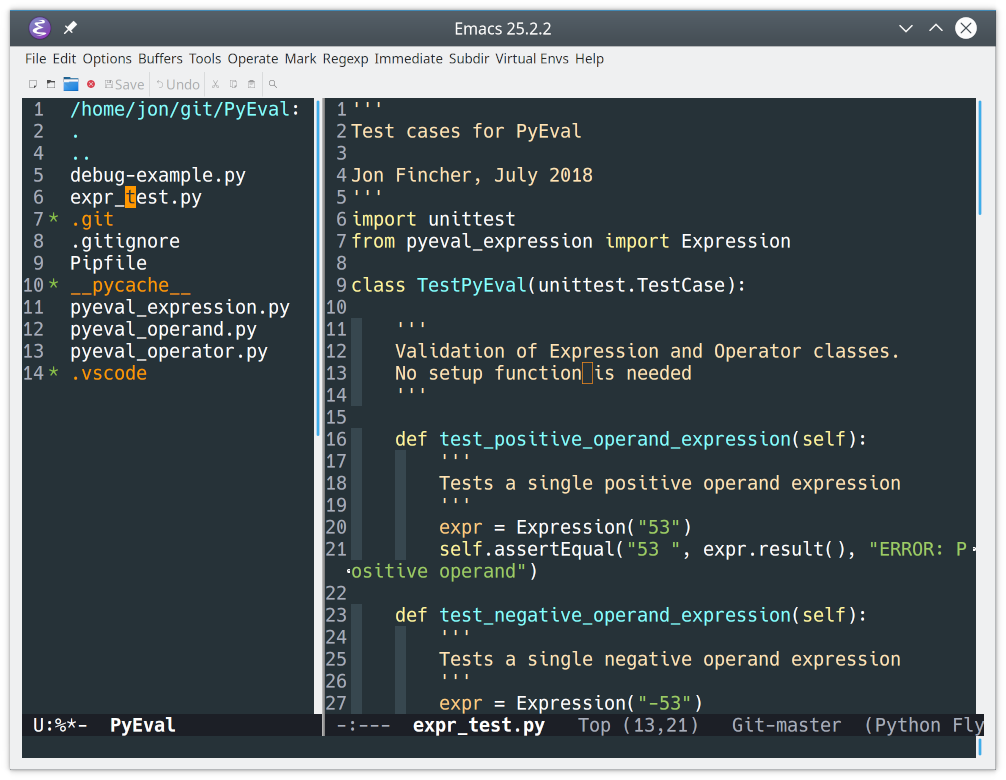 Emacs 25.2.2
File Edit Options Buffers Tools Operate Mark Regexp Immediate Subdir Virtual Envs Help
Save Undo
1 /home/jon/git/PyEval:
2 .
4 ..
5 debug-example.py
6 expr_test.py
7 * .git
8 .gitignore
9 Pipfile
10 * __pycache__
11 pyeval_expression.py
12 pyeval_operand.py
13 pyeval_operator.py
14 * .vscode
U:%*- PyEval
1 '''
2 Test cases for PyEval
3
4 Jon Fincher, July 2018
5 '''
6 import unittest
7 from pyeval_expression import Expression
8
9 class TestPyEval(unittest.TestCase):
10
11 '''
12 Validation of Expression and Operator classes.
13 No setup function is needed
14 '''
15
16 def test_positive_operand_expression(self):
17 '''
18 Tests a single positive operand expression
19 '''
20 expr = Expression("53")
21 self.assertEqual("53 ", expr.result(), "ERROR: P
ositive operand")
22
23 def test_negative_operand_expression(self):
24 '''
25 Tests a single negative operand expression
26 '''
27 expr = Expression("-53")
-:--- expr_test.py Top (13,21) Git-master (Python Fly